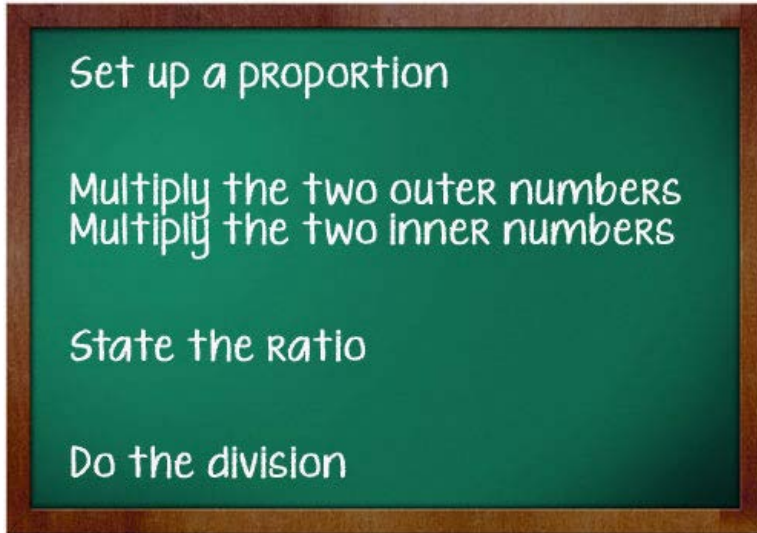 Set up a proportion
Multiply the two outer numbers
Multiply the two inner numbers
State the ratio
Do the division